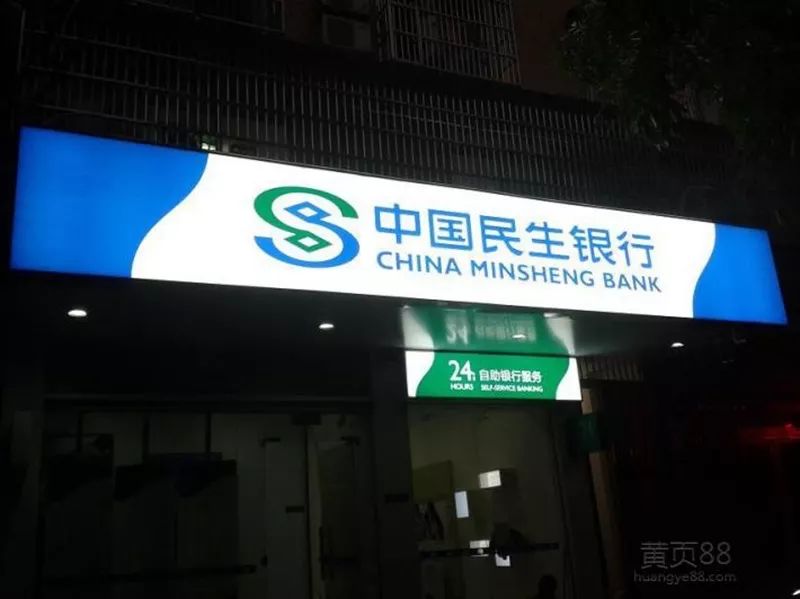 中国民生银行
CHINA MINSHENG BANK
24h 自助银行服务
HOURS SELF-SERVICE BANKING
黄页88
huangye88.com